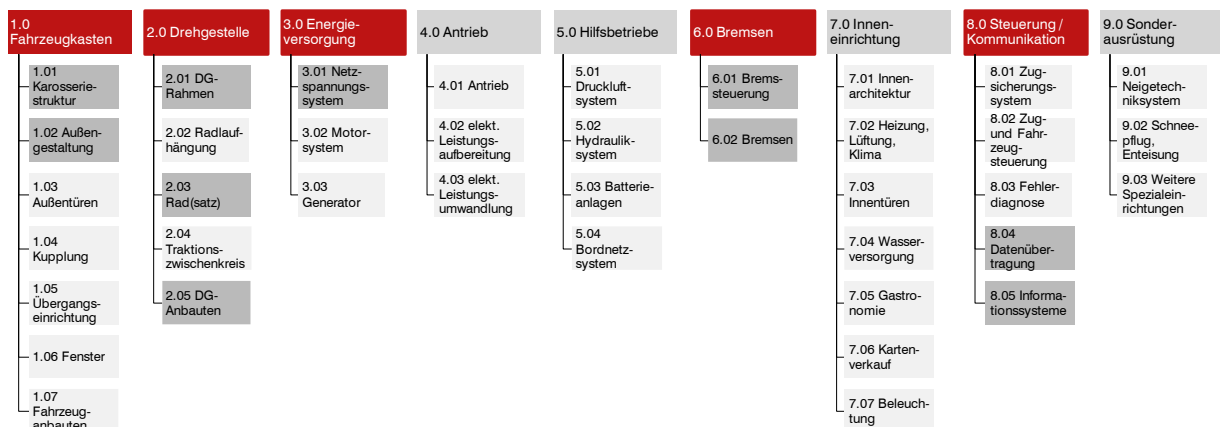 1.0
Fahrzeugkasten
1.01
Karosserie-
struktur
1.02 Außen-
gestaltung
1.03
Außentüren
1.04
Kupplung
1.05
Übergangs-
einrichtung
1.06 Fenster
1.07
Fahrzeug-
anbauten
2.0 Drehgestelle
2.01 DG-
Rahmen
2.02 Radlauf-
hängung
2.03
Rad(satz)
2.04
Traktions-
zwischenkreis
2.05 DG-
Anbauten
3.0 Energie-
versorgung
3.01 Netz-
spannungs-
system
3.02 Motor-
system
3.03
Generator
4.0 Antrieb
4.01 Antrieb
4.02 elekt.
Leistungs-
aufbereitung
4.03 elekt.
Leistungs-
umwandlung
5.0 Hilfsbetriebe
5.01
Druckluft-
system
5.02
Hydraulik-
system
5.03 Batterie-
anlagen
5.04
Bordnetz-
system
6.0 Bremsen
6.01 Brems-
steuerung
6.02 Bremsen
7.0 Innen-
einrichtung
7.01 Innen-
architektur
7.02 Heizung,
Lüftung,
Klima
7.03
Innentüren
7.04 Wasser-
versorgung
7.05 Gastro-
nomie
7.06 Karten-
verkauf
7.07 Beleuch-
tung
8.0 Steuerung /
Kommunikation
8.01 Zug-
sicherungs-
system
8.02 Zug-
und Fahr-
zeug-
steuerung
8.03 Fehler-
diagnose
8.04
Datenüber-
tragung
8.05 Informa-
tionssysteme
9.0 Sonder-
ausrüstung
9.01
Neigetech-
niksystem
9.02 Schnee-
pflug,
Enteisung
9.03 Weitere
Spezialein-
richtungen